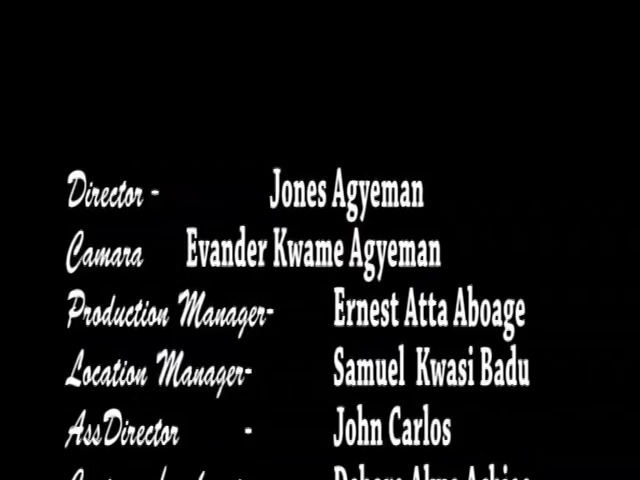 Director - Jones Agyeman
Camara Evander Kwame Agyeman
Production Manager- Ernest Atta Aboage
Location Manager- Samuel Kwasi Badu
AssDirector - John Carlos